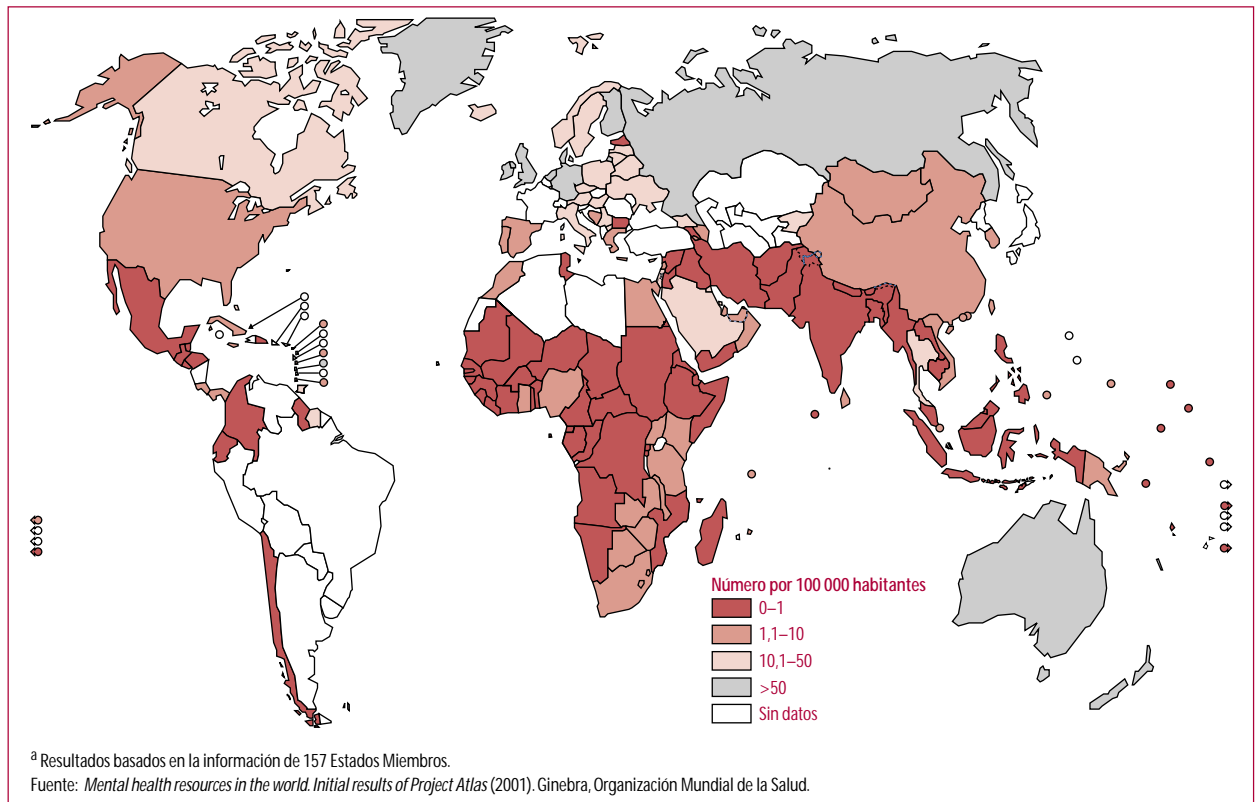 Número por 100 000 habitantes
0–1
1,1–10
10,1–50
>50
Sin datos
a Resultados basados en la información de 157 Estados Miembros.
Fuente: Mental health resources in the world. Initial results of Project Atlas (2001). Ginebra, Organización Mundial de la Salud.